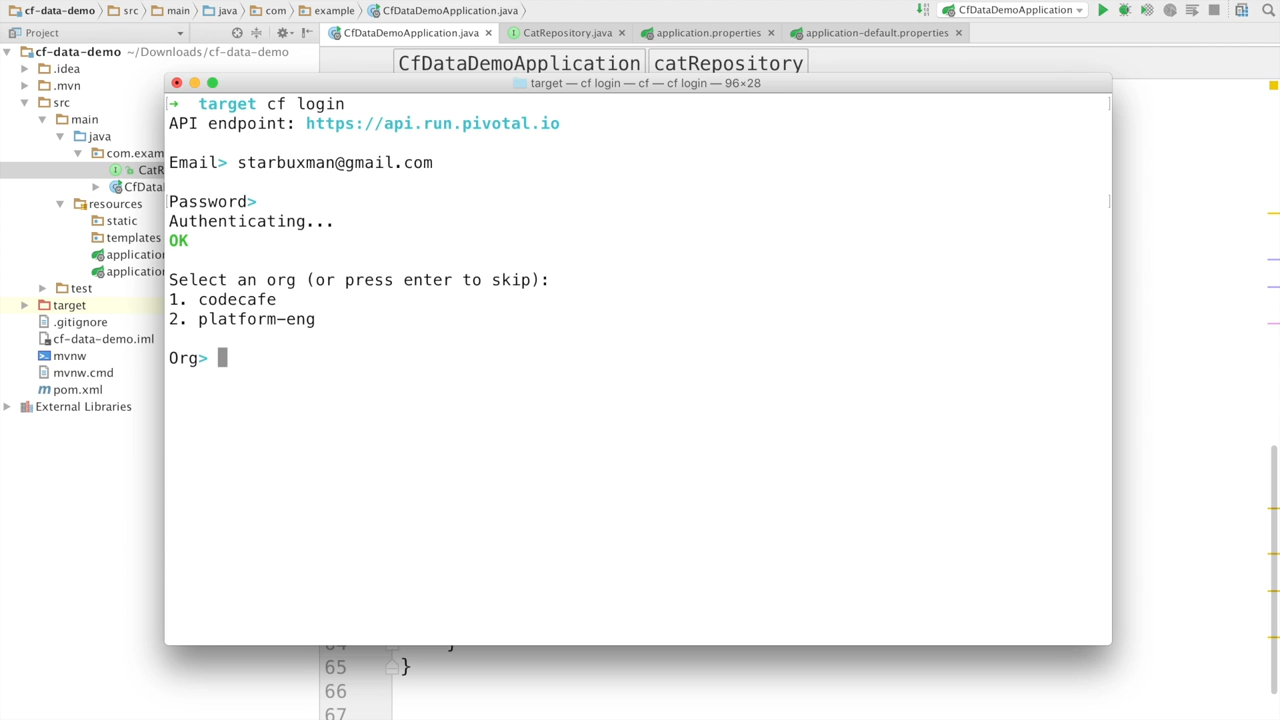 cf-data-demo src main java com example CfDataDemoApplication.java CfDataDemoApplication
Project CfDataDemoApplication.java CatRepository.java application.properties application-default.properties
cf-data-demo ~/Downloads/cf-data-demo
CfDataDemoApplication catRepository
.idea
.mvn
src
main
java
com.exam
CatR
CfDatal
resources
static
templates
application
application
test
target
.gitignore
cf-data-demo.iml
mvnw
mvnw.cmd
pom.xml
External Libraries
target — cf login — cf — cf login — 96×28
➜ target cf login
API endpoint: https://api.run.pivotal.io
Email> starbuxman@gmail.com
Password>
Authenticating...
OK
Select an org (or press enter to skip):
1. codecafe
2. platform-eng
Org>
64 }
65 }
66
67